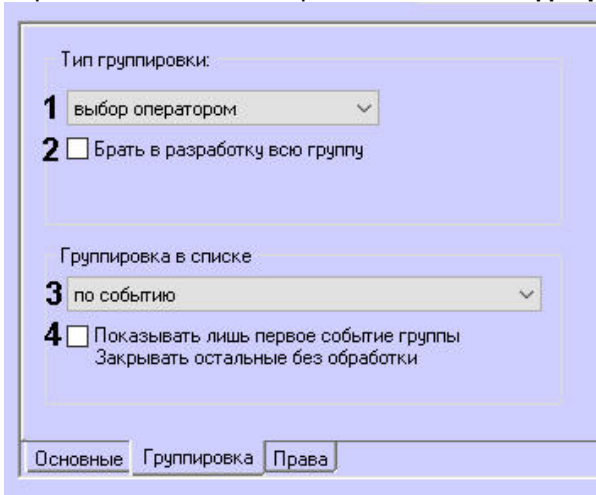 Тип группировки:
1 выбор оператором
2 Брать в разработку всю группу
Группировка в списке
3 по событию
4 Показывать лишь первое событие группы
Закрывать остальные без обработки
Основные Группировка Права